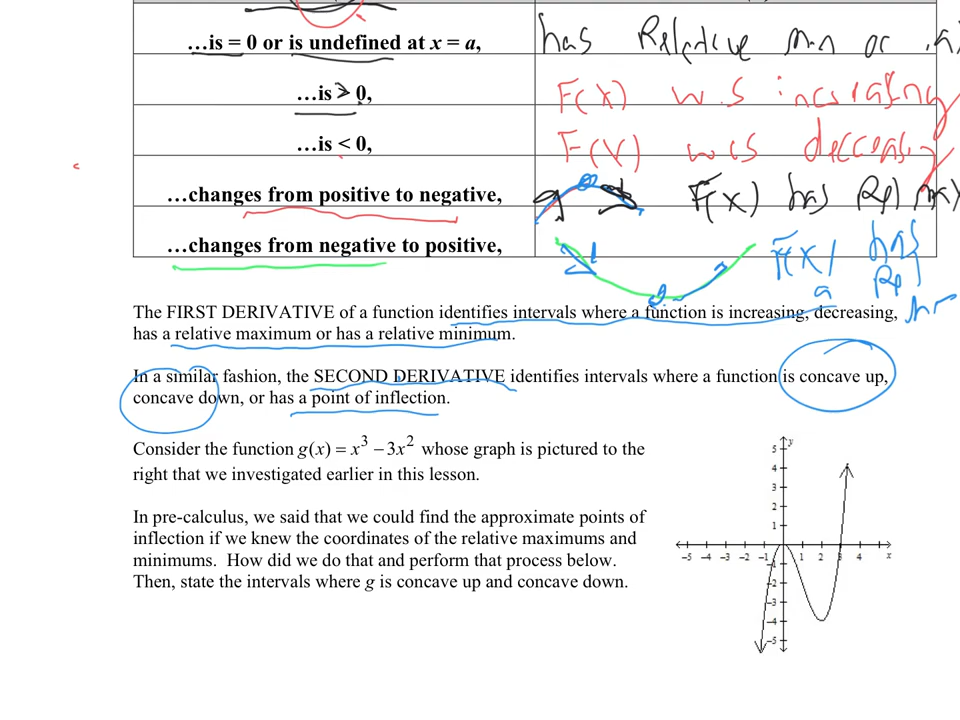 …is = 0 or is undefined at x = a, has Relative min or
…is > 0, F(x) was increasing
…is < 0, F(x) was decreasing
…changes from positive to negative, F(x) has Rel max
…changes from negative to positive, F(x) has
a Rel
The FIRST DERIVATIVE of a function identifies intervals where a function is increasing, decreasing,
has a relative maximum or has a relative minimum.
In a similar fashion, the SECOND DERIVATIVE identifies intervals where a function is concave up,
concave down, or has a point of inflection.
Consider the function g(x) = x³ − 3x² whose graph is pictured to the
right that we investigated earlier in this lesson.
In pre-calculus, we said that we could find the approximate points of
inflection if we knew the coordinates of the relative maximums and
minimums. How did we do that and perform that process below.
Then, state the intervals where g is concave up and concave down.
y
5
4
3
2
1
-5 -4 -3 -2 -1 1 2 3 4 5 x
-1
-2
-3
-4
-5